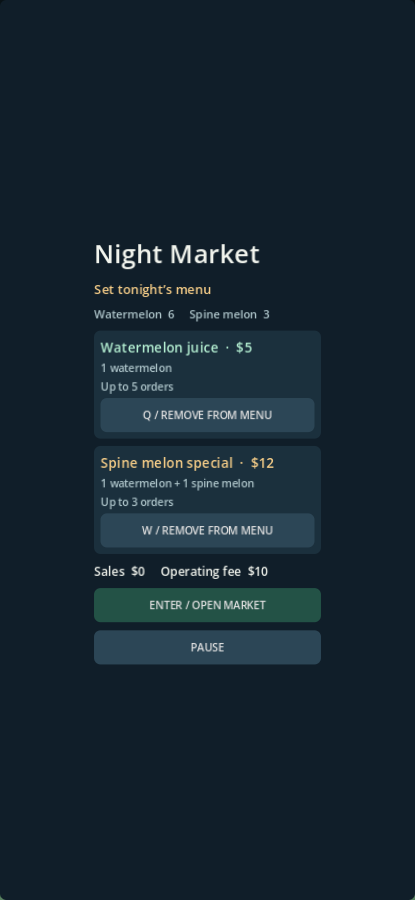 Night Market
Set tonight's menu
Watermelon 6 Spine melon 3
Watermelon juice · $5
1 watermelon
Up to 5 orders
Q / REMOVE FROM MENU
Spine melon special · $12
1 watermelon + 1 spine melon
Up to 3 orders
W / REMOVE FROM MENU
Sales $0 Operating fee $10
ENTER / OPEN MARKET
PAUSE